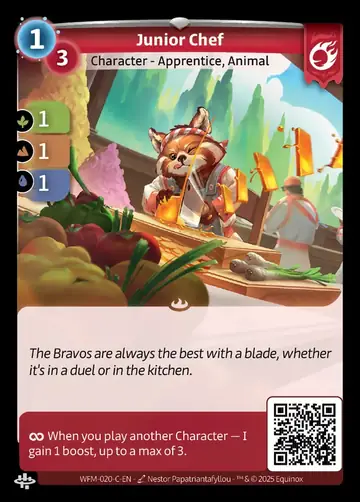 1
Junior Chef
3
Character - Apprentice, Animal
1
1
1
The Bravos are always the best with a blade, whether
it's in a duel or in the kitchen.
∞ When you play another Character — I
gain 1 boost, up to a max of 3.
WFM-020-C-EN - Nestor Papatriantafyllou - ™ & © 2025 Equinox